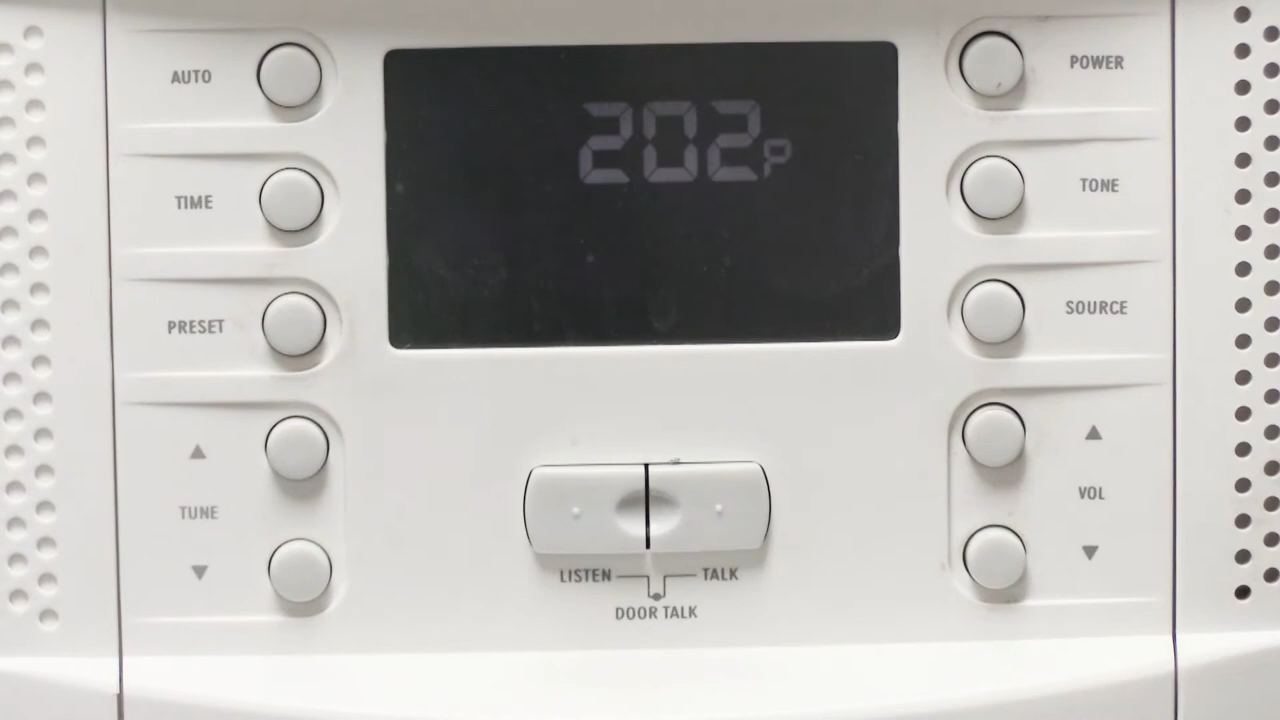 AUTO
TIME
PRESET
▲
TUNE
▼
202P
POWER
TONE
SOURCE
▲
VOL
▼
LISTEN TALK
DOOR TALK